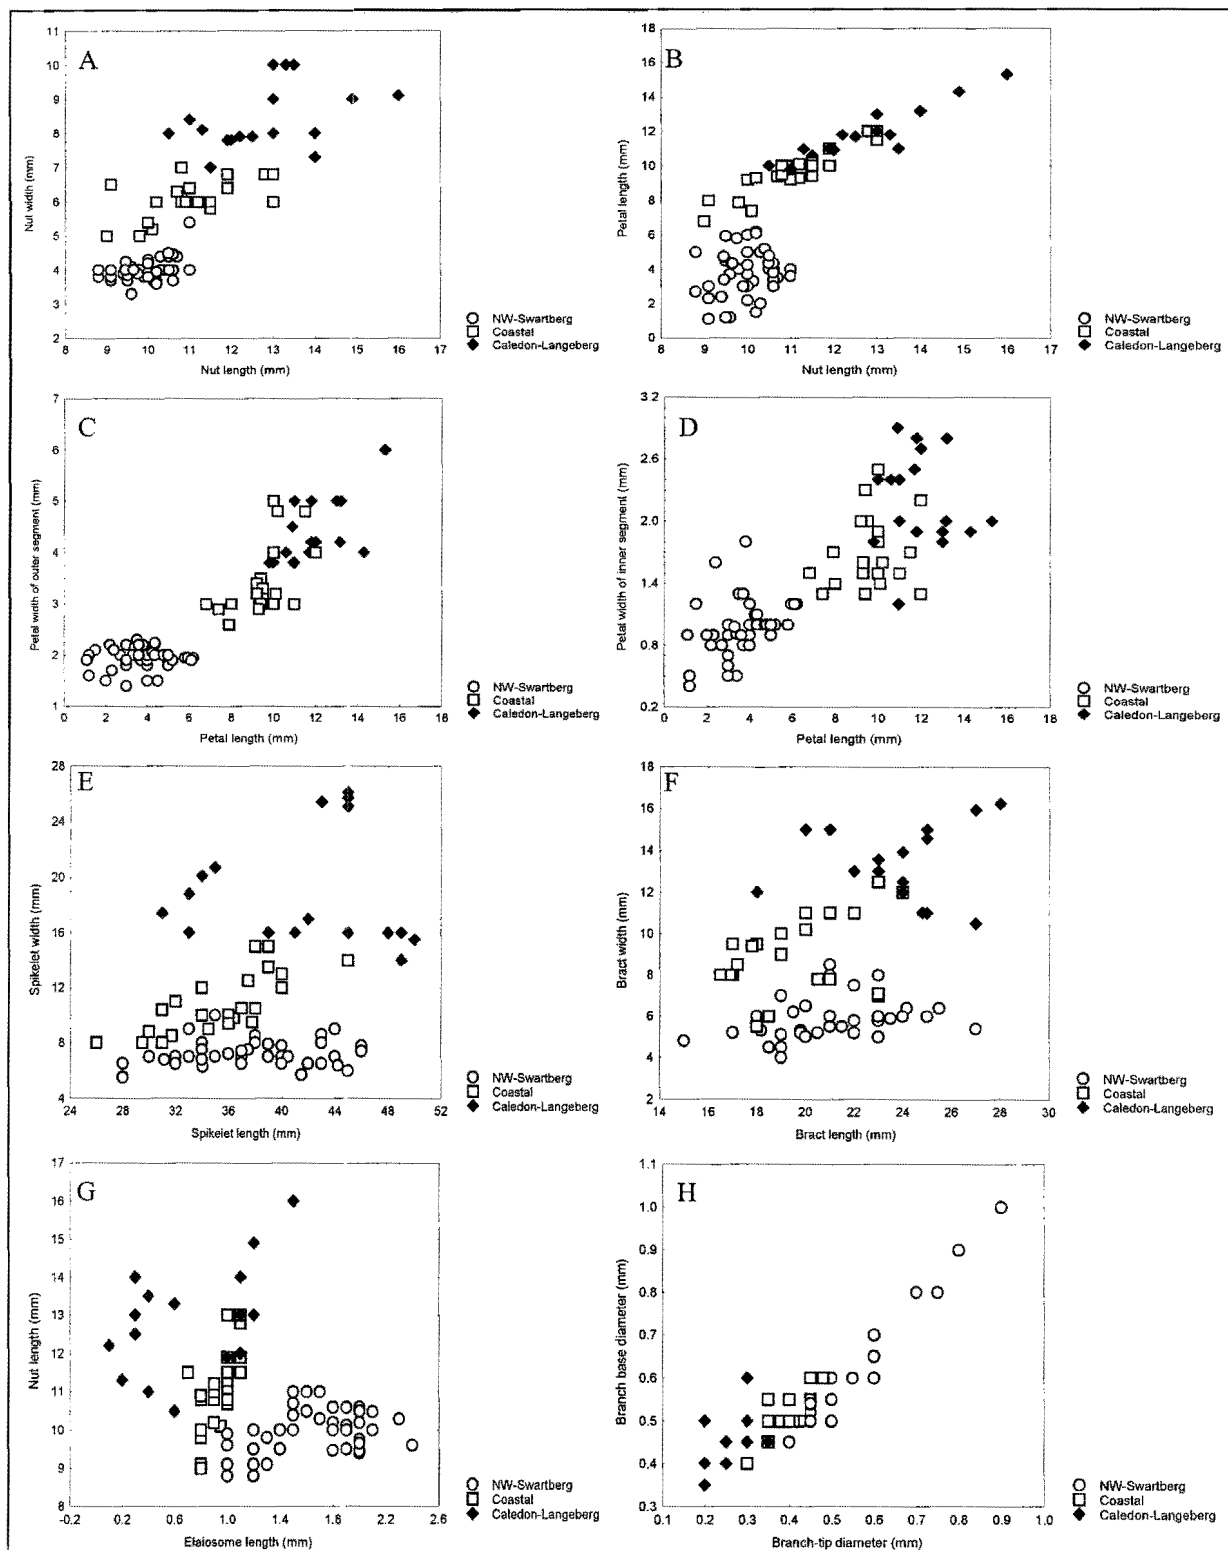 A
Nut width (mm)
11
10
9
8
7
6
5
4
3
2
8 9 10 11 12 13 14 15 16 17
Nut length (mm)
NW-Swartberg
Coastal
Caledon-Langeberg
B
Petal length (mm)
18
16
14
12
10
8
6
4
2
0
8 9 10 11 12 13 14 15 16 17
Nut length (mm)
NW-Swartberg
Coastal
Caledon-Langeberg
C
Petal width of outer segment (mm)
7
6
5
4
3
2
1
0 2 4 6 8 10 12 14 16 18
Petal length (mm)
NW-Swartberg
Coastal
Caledon-Langeberg
D
Petal width of inner segment (mm)
3.2
2.6
2.0
1.4
0.8
0.2
0 2 4 6 8 10 12 14 16 18
Petal length (mm)
NW-Swartberg
Coastal
Caledon-Langeberg
E
Spikelet width (mm)
28
24
20
16
12
8
4
24 28 32 36 40 44 48 52
Spikelet length (mm)
NW-Swartberg
Coastal
Caledon-Langeberg
F
Bract width (mm)
18
16
14
12
10
8
6
4
2
14 16 18 20 22 24 26 28 30
Bract length (mm)
NW-Swartberg
Coastal
Caledon-Langeberg
G
Nut length (mm)
17
16
15
14
13
12
11
10
9
8
-0.2 0.2 0.6 1.0 1.4 1.8 2.2 2.6
Elaiosome length (mm)
NW-Swartberg
Coastal
Caledon-Langeberg
H
Branch base diameter (mm)
1.1
1.0
0.9
0.8
0.7
0.6
0.5
0.4
0.3
0.1 0.2 0.3 0.4 0.5 0.6 0.7 0.8 0.9 1.0
Branch-tip diameter (mm)
NW-Swartberg
Coastal
Caledon-Langeberg